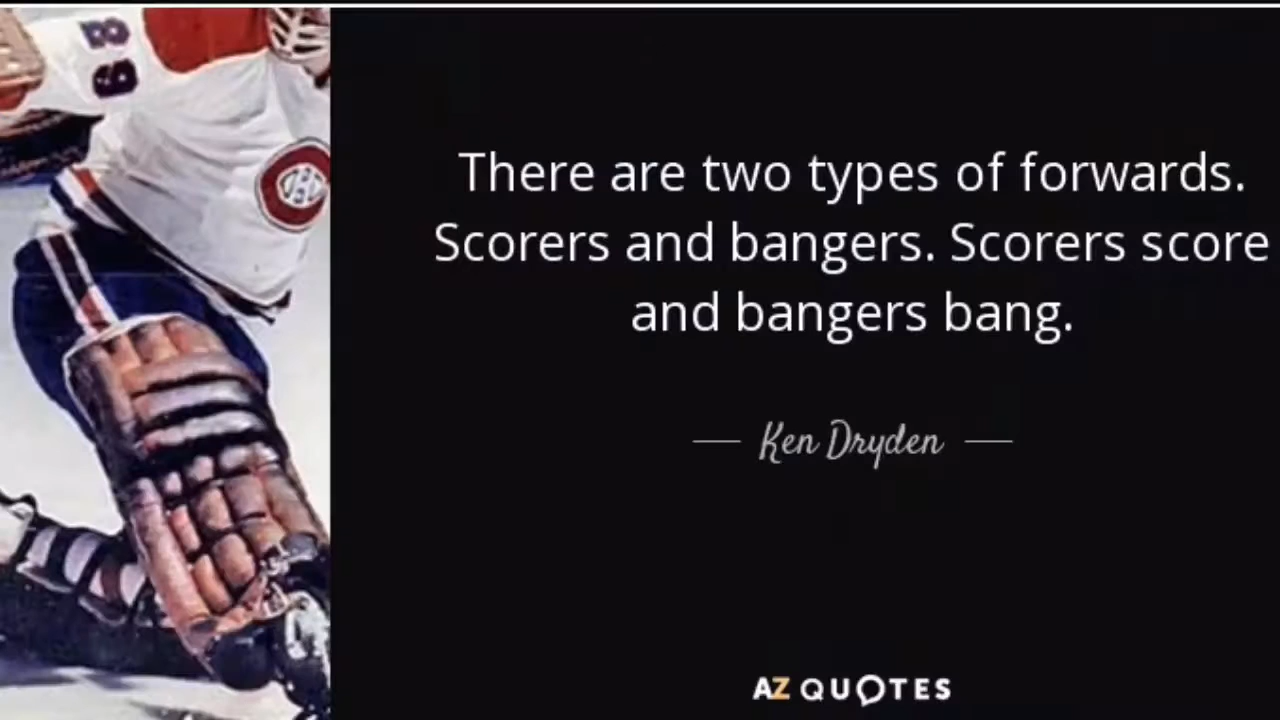 There are two types of forwards.
Scorers and bangers. Scorers score
and bangers bang.
Ken Dryden
AZ QUOTES